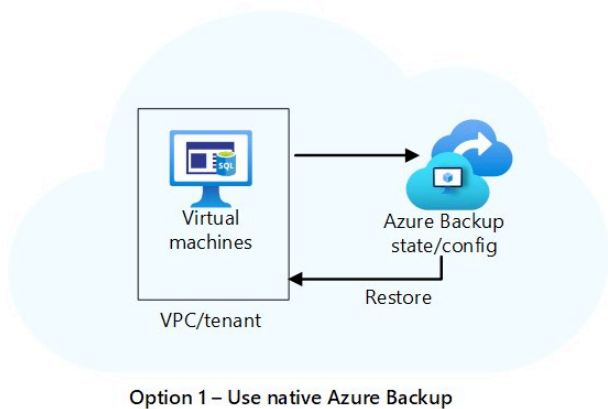 SQL
Virtual
machines
Azure Backup
state/config
Restore
VPC/tenant
Option 1 – Use native Azure Backup